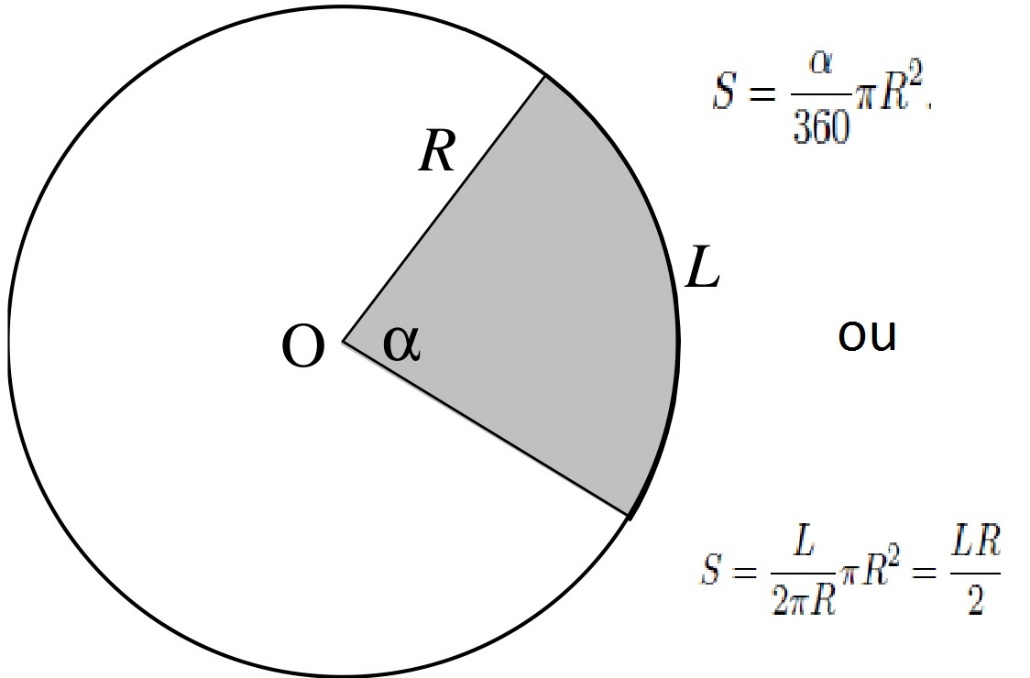 S = α/360 πR².
R
L
O α
ou
S = L/2πR πR² = LR/2